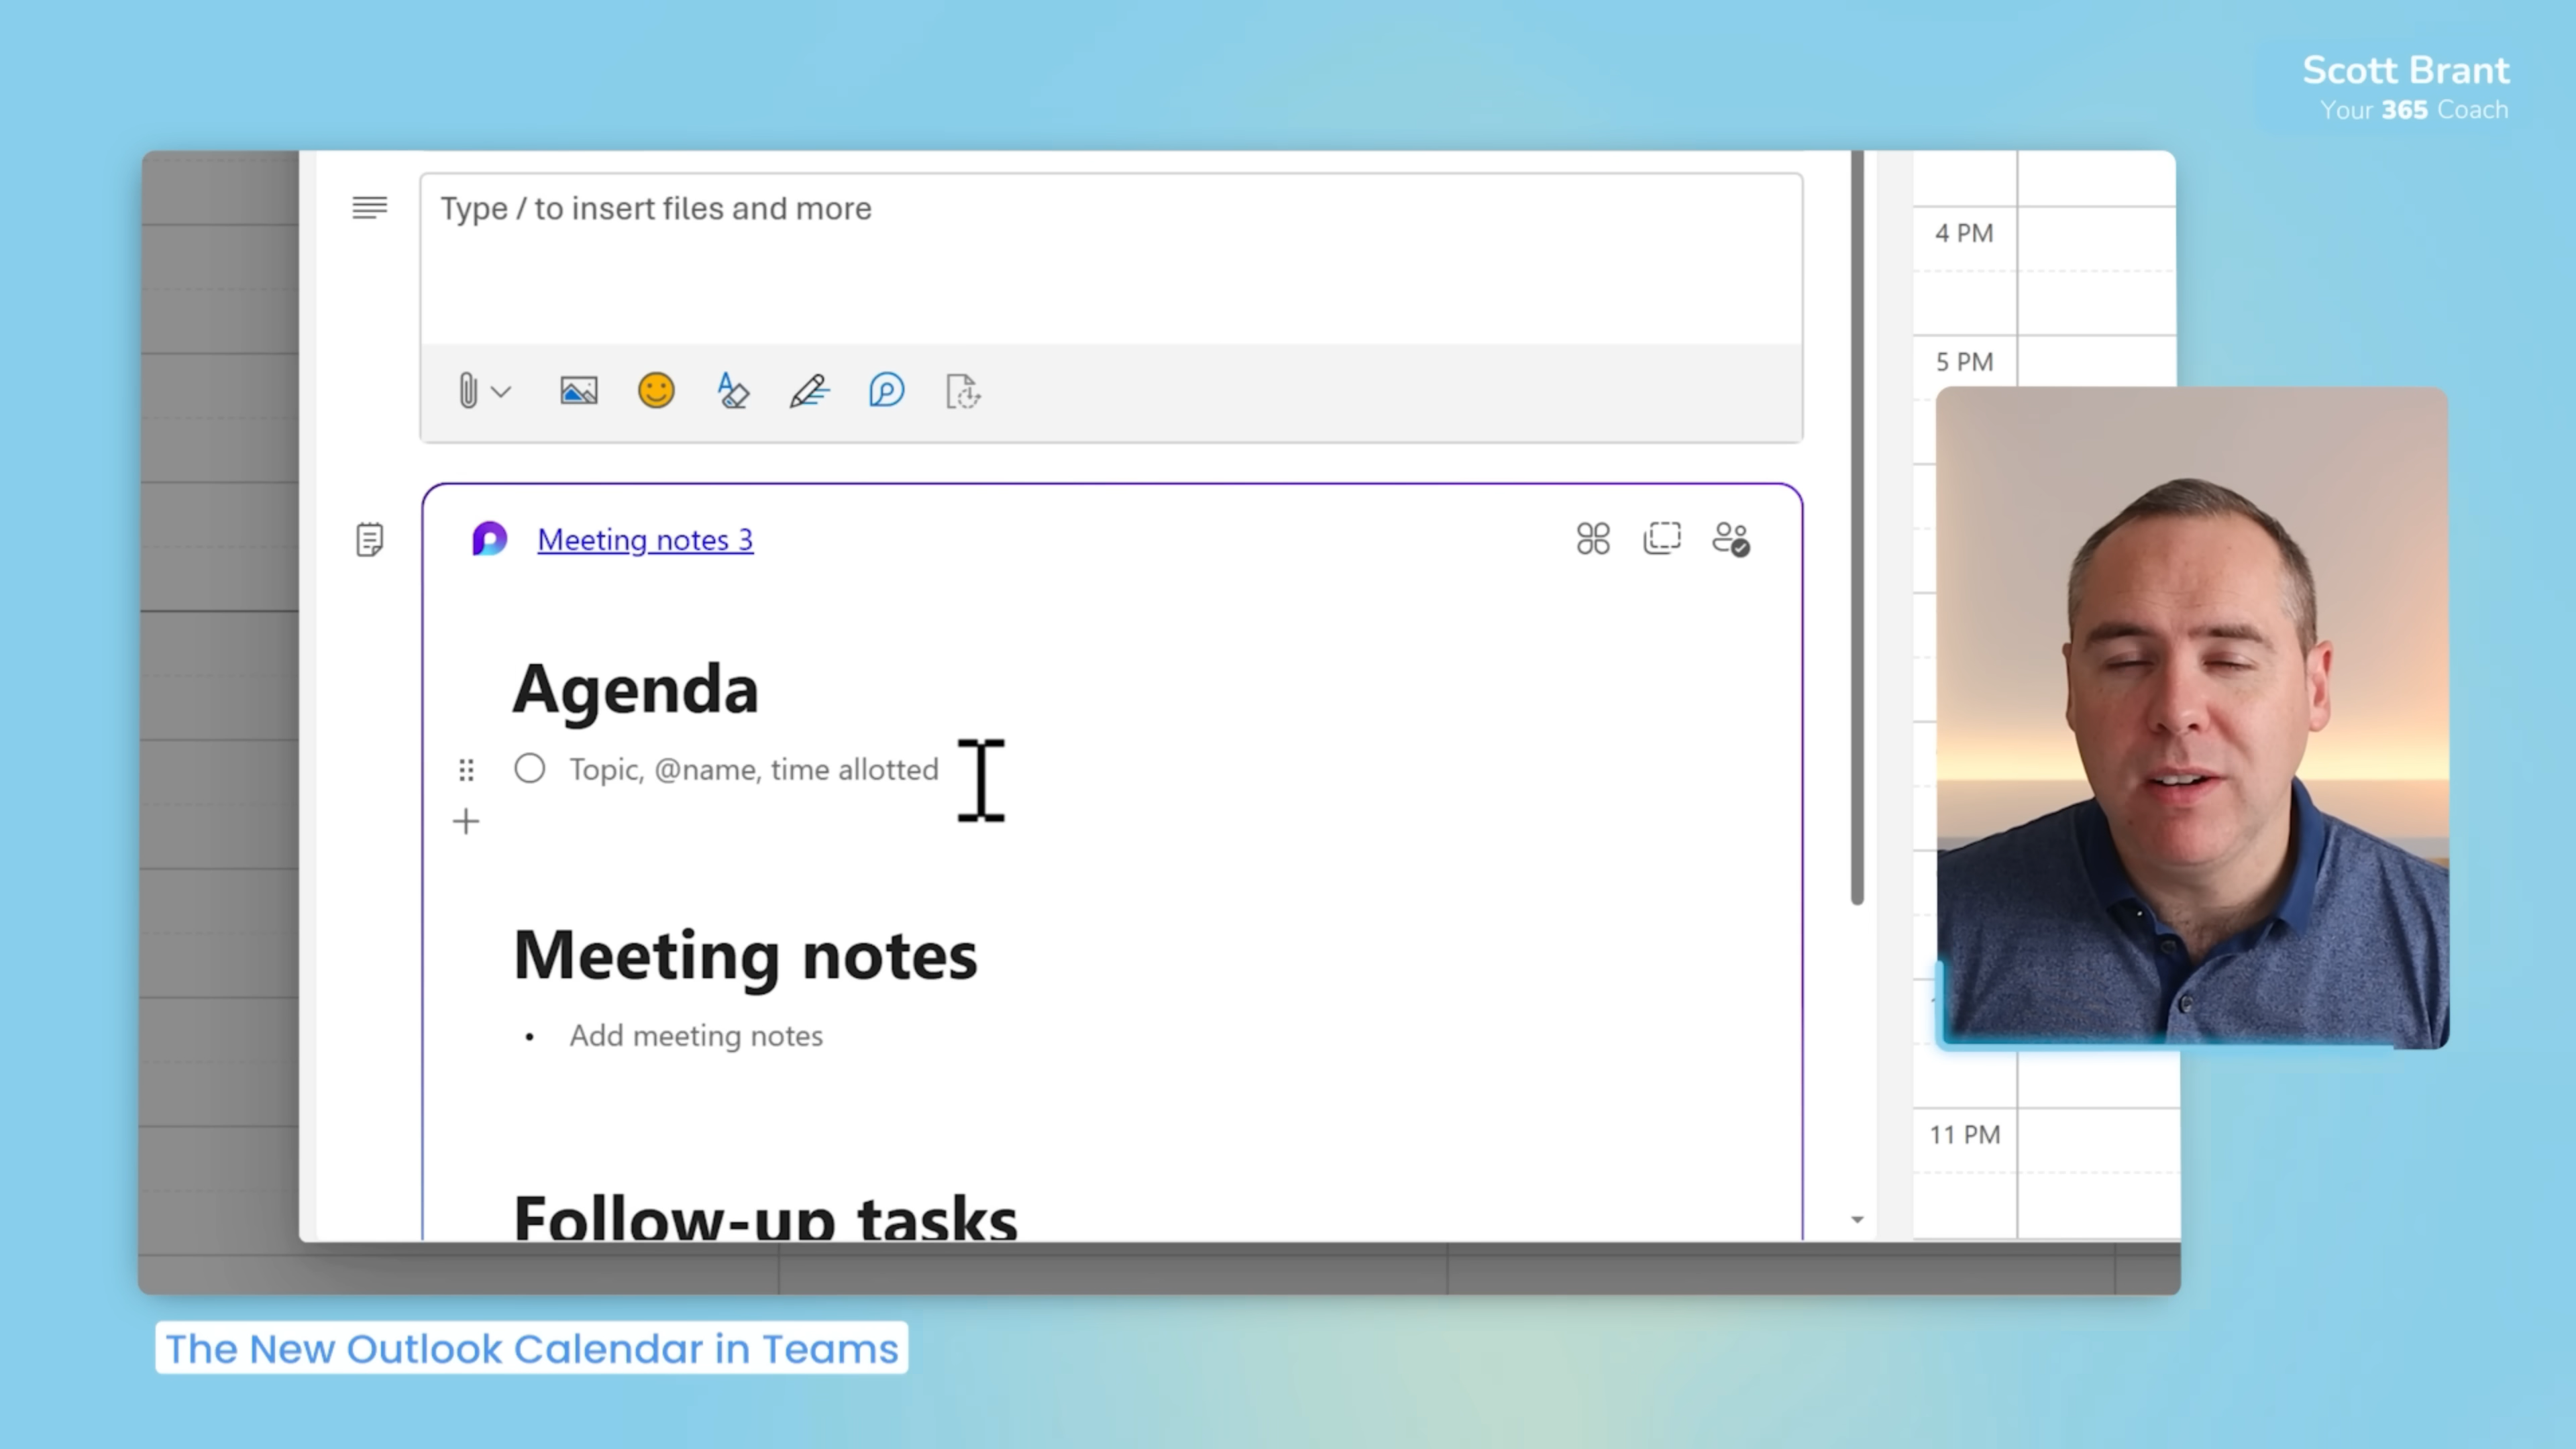 Scott Brant
Your 365 Coach
Type / to insert files and more
4 PM
5 PM
Meeting notes 3
Agenda
Topic, @name, time allotted
Meeting notes
• Add meeting notes
11 PM
Follow-up tasks
The New Outlook Calendar in Teams